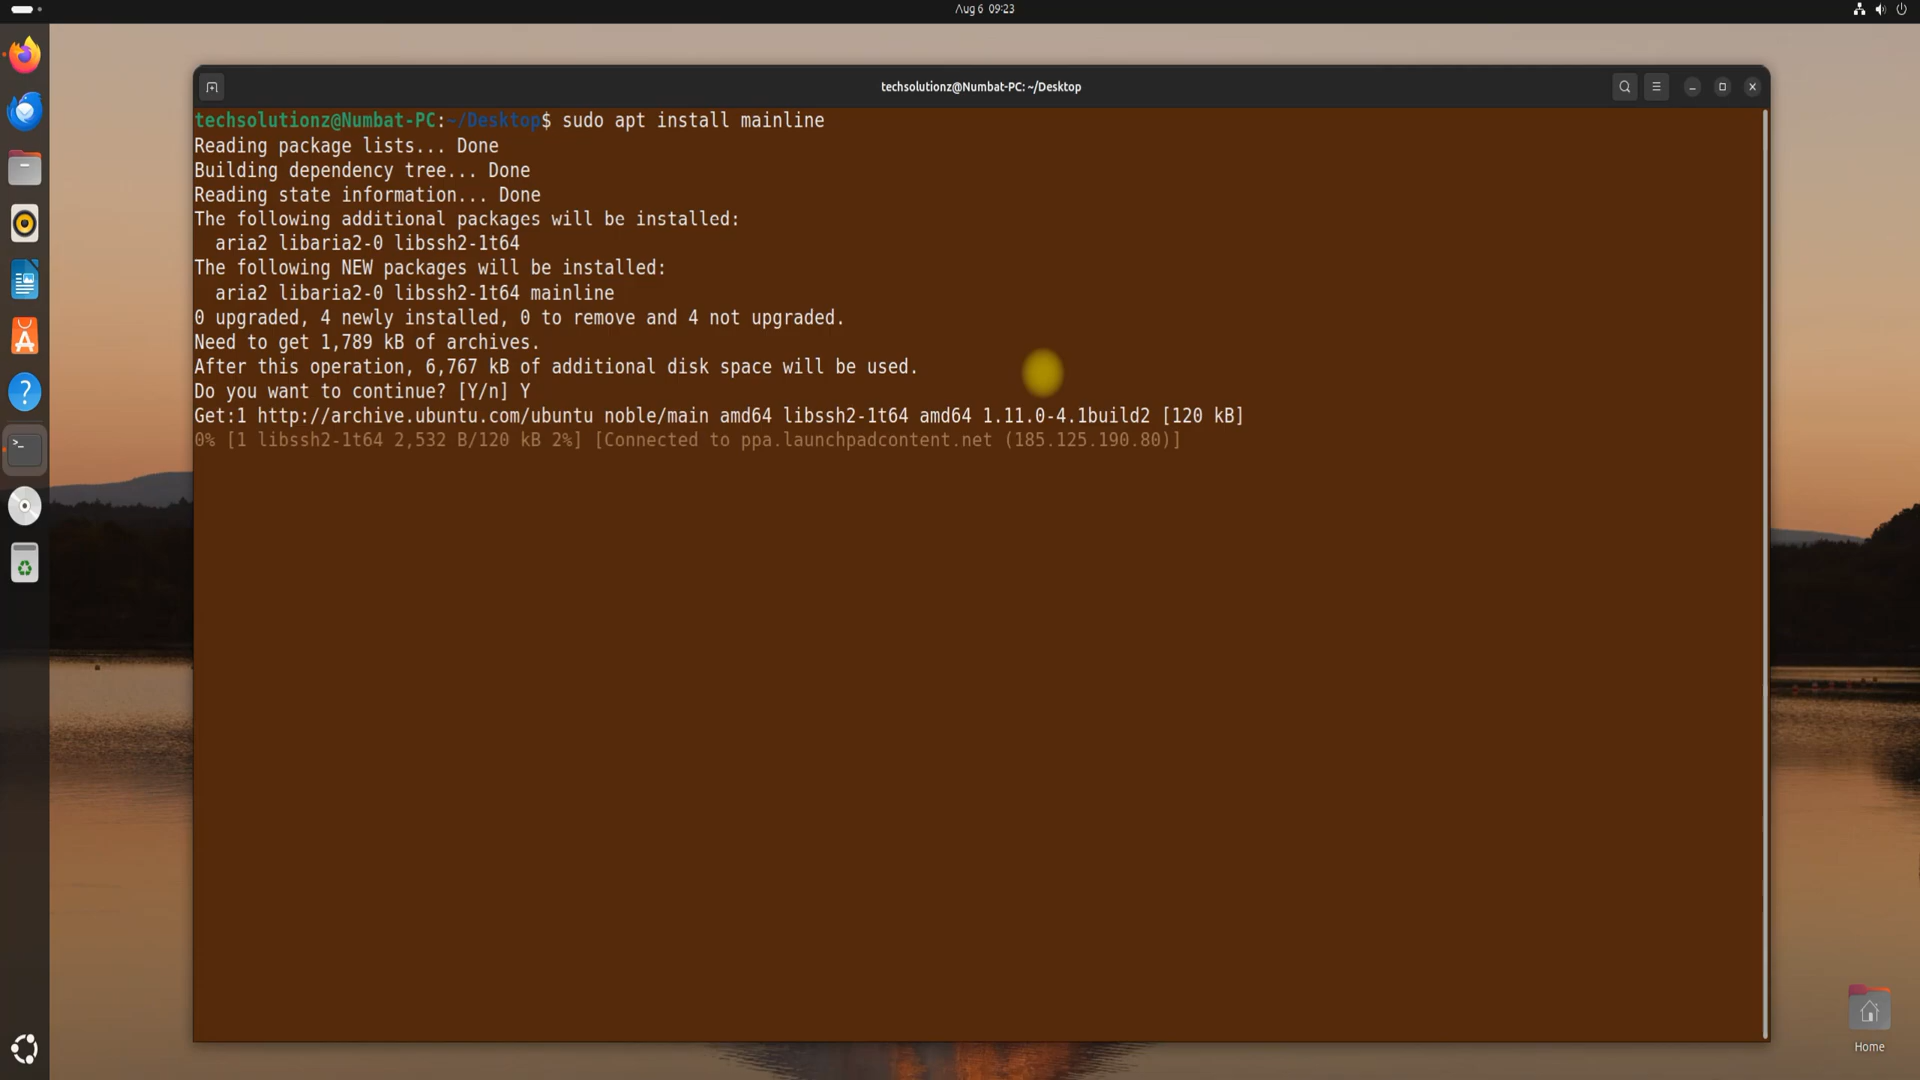 Aug 6 09:23
techsolutionz@Numbat-PC: ~/Desktop
techsolutionz@Numbat-PC:~/Desktop$ sudo apt install mainline
Reading package lists... Done
Building dependency tree... Done
Reading state information... Done
The following additional packages will be installed:
  aria2 libaria2-0 libssh2-1t64
The following NEW packages will be installed:
  aria2 libaria2-0 libssh2-1t64 mainline
0 upgraded, 4 newly installed, 0 to remove and 4 not upgraded.
Need to get 1,789 kB of archives.
After this operation, 6,767 kB of additional disk space will be used.
Do you want to continue? [Y/n] Y
Get:1 http://archive.ubuntu.com/ubuntu noble/main amd64 libssh2-1t64 amd64 1.11.0-4.1build2 [120 kB]
0% [1 libssh2-1t64 2,532 B/120 kB 2%] [Connected to ppa.launchpadcontent.net (185.125.190.80)]
Home